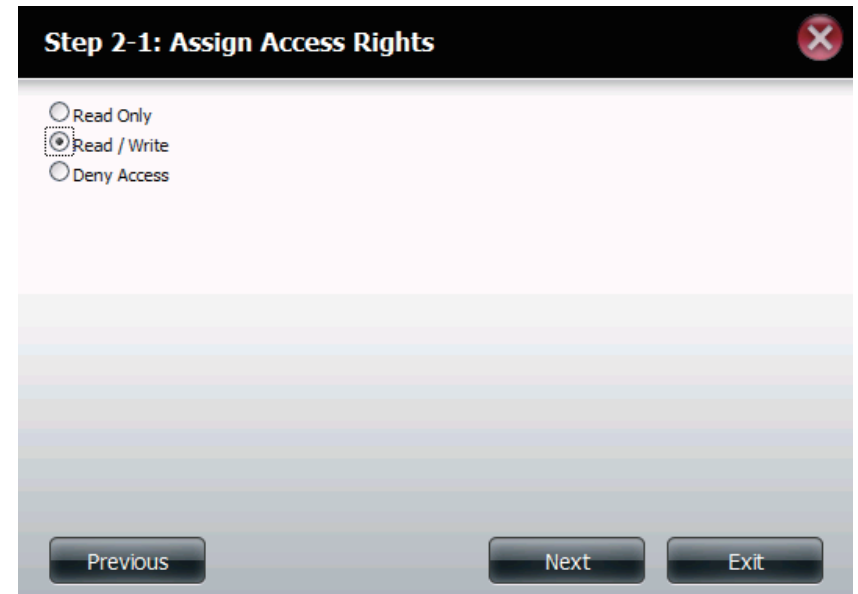 Step 2-1: Assign Access Rights
Read Only
Read / Write
Deny Access
Previous Next Exit